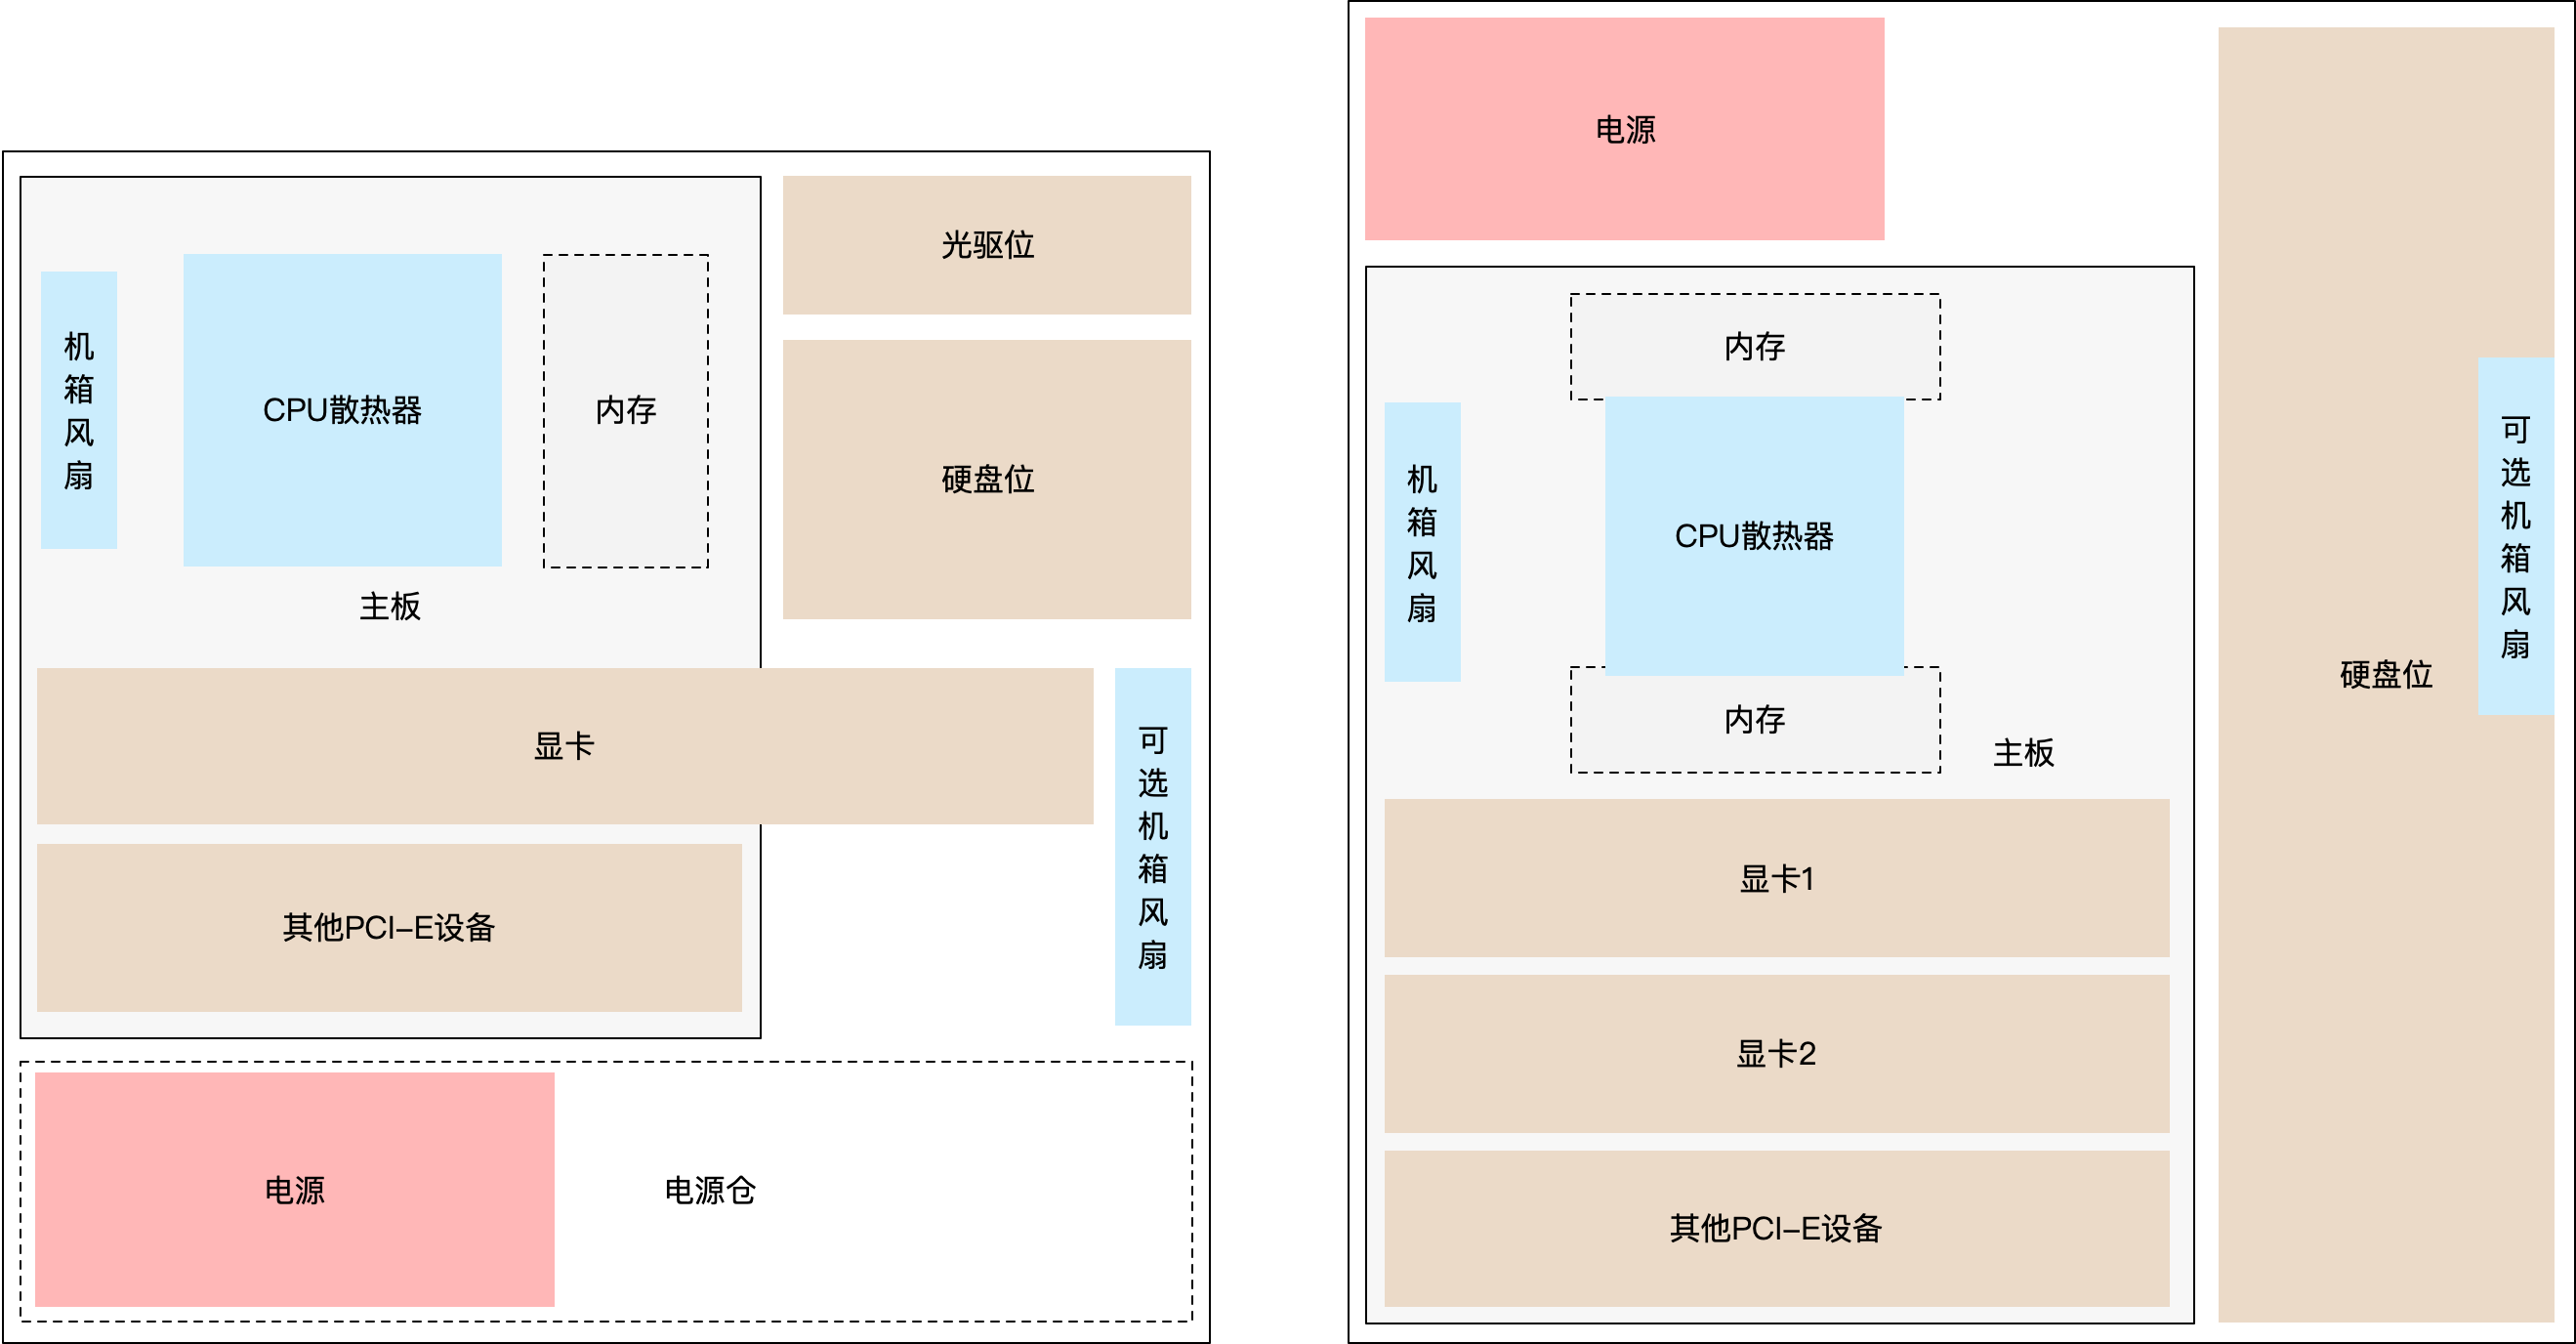 光驱位
机箱风扇
CPU散热器
内存
硬盘位
主板
显卡
可选机箱风扇
其他PCI-E设备
电源
电源仓
电源
内存
机箱风扇
CPU散热器
可选机箱风扇
硬盘位
内存
主板
显卡1
显卡2
其他PCI-E设备